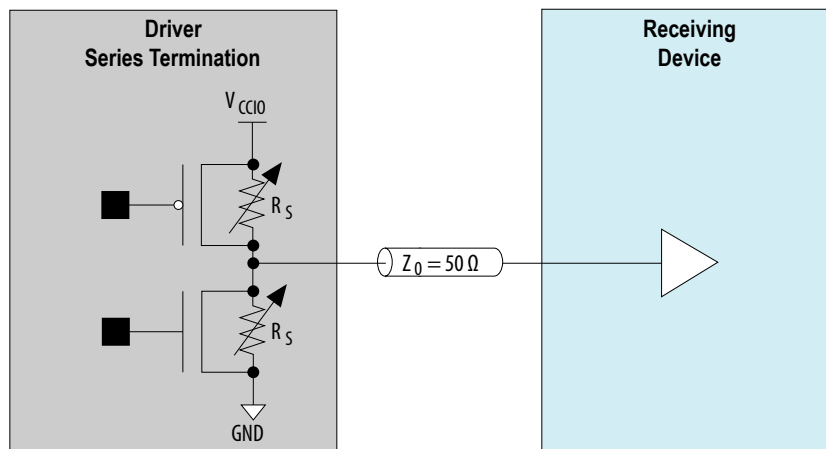 Driver
Series Termination
Receiving
Device
V CCIO
R S
Z 0 = 50 Ω
R S
GND